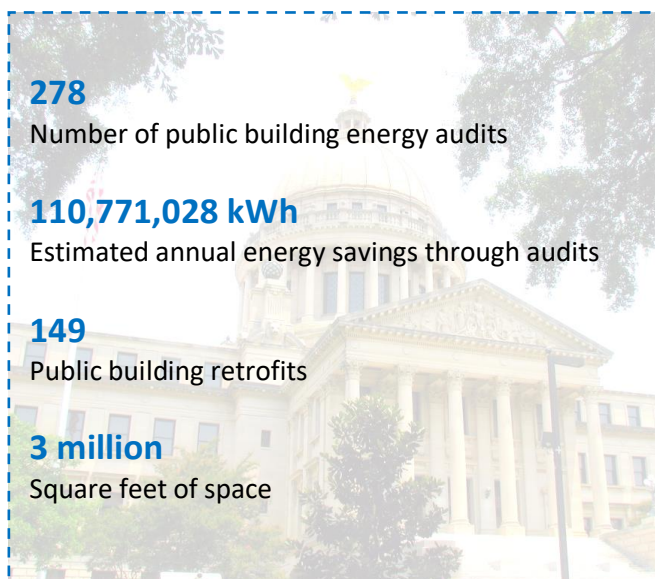 278
Number of public building energy audits
110,771,028 kWh
Estimated annual energy savings through audits
149
Public building retrofits
3 million
Square feet of space